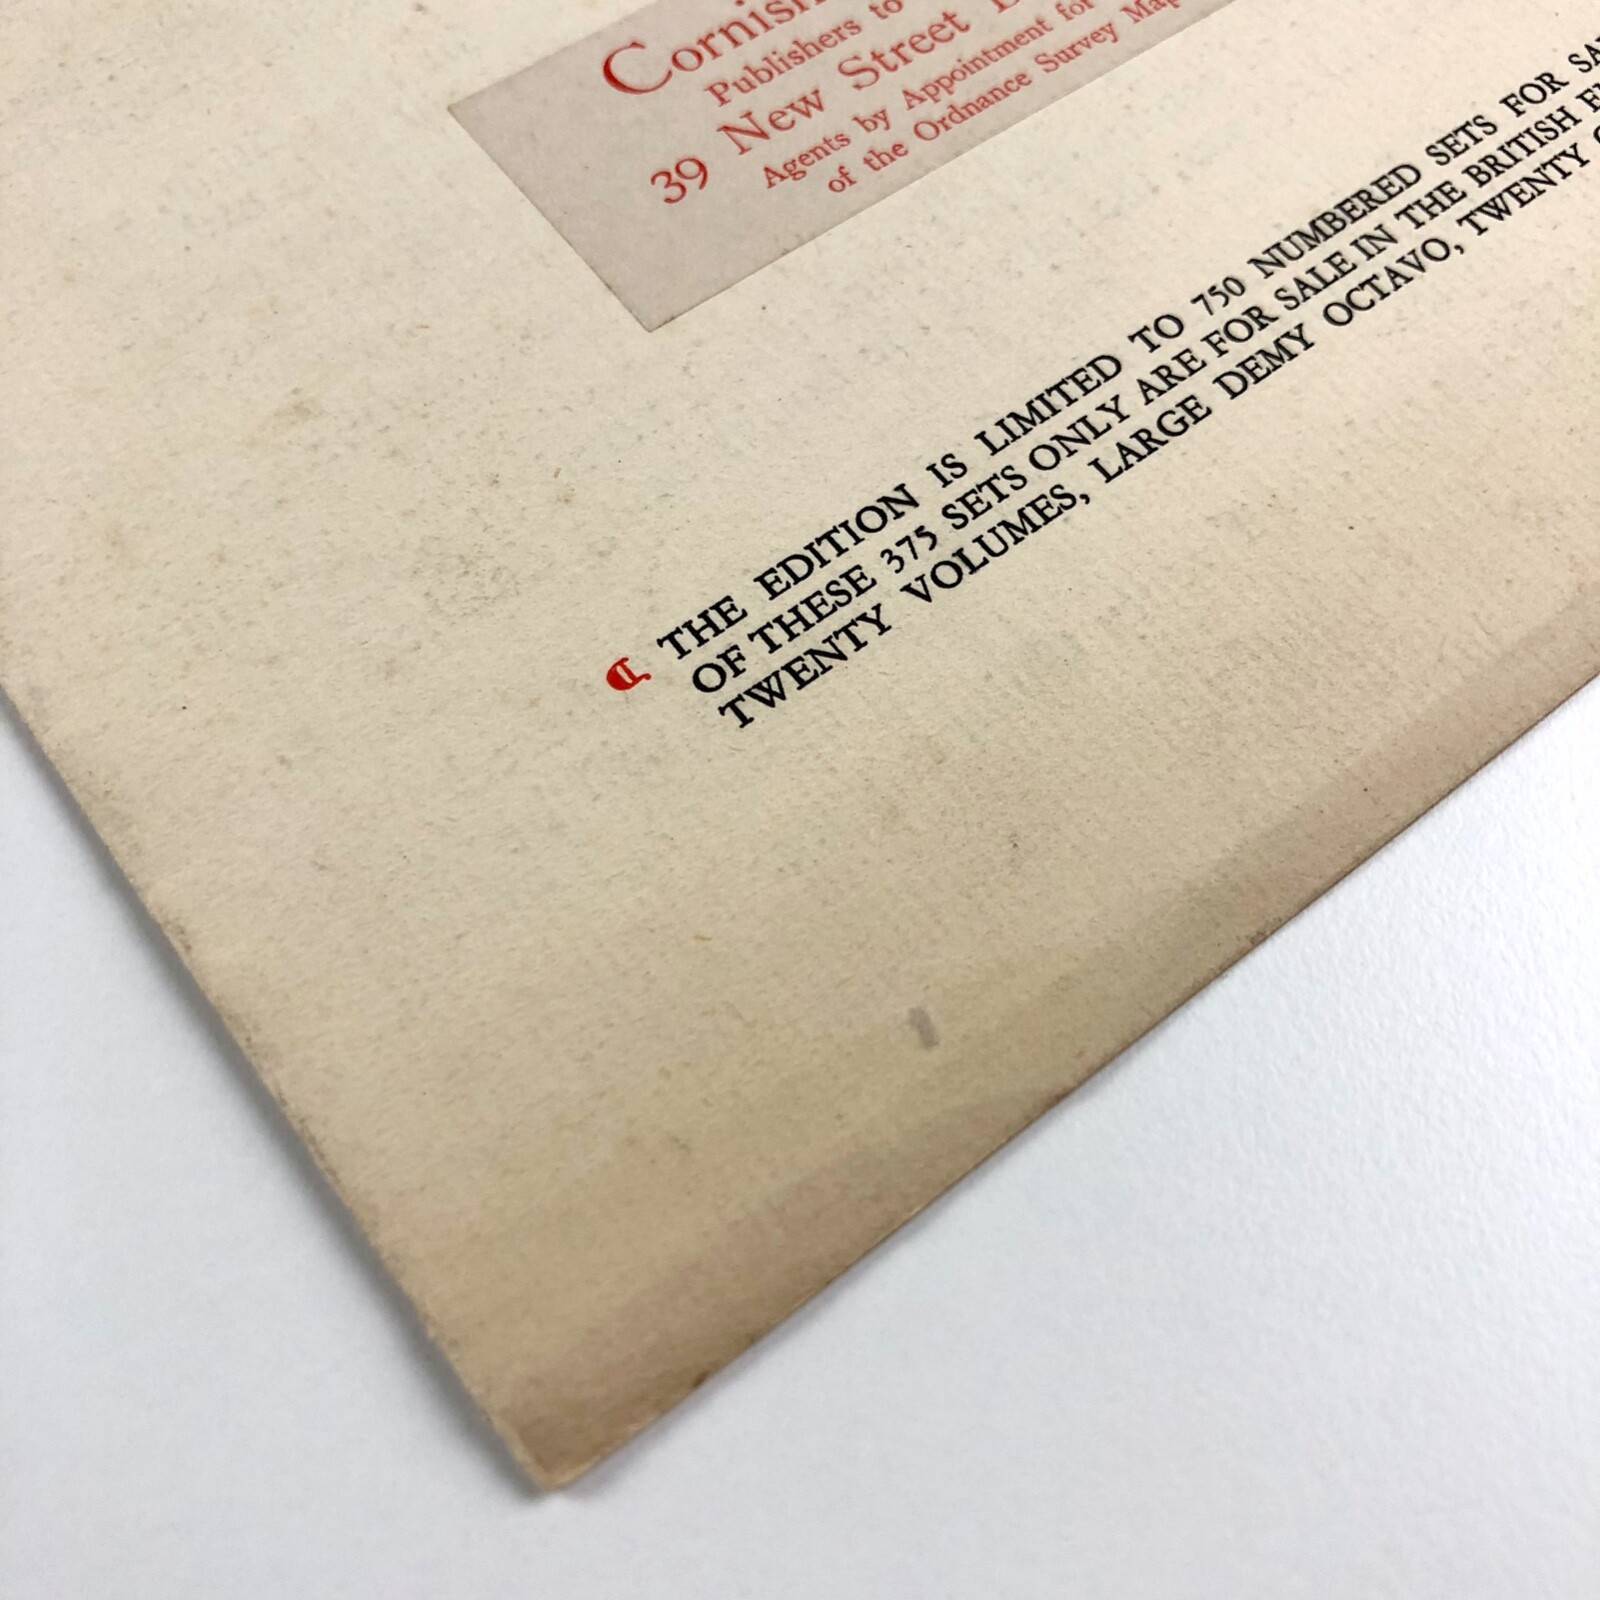 Cornish
Publishers to
39 New Street
Agents by Appointment for
of the Ordnance Survey Map
¶ THE EDITION IS LIMITED TO 750 NUMBERED SETS FOR
OF THESE 375 SETS ONLY ARE FOR SALE IN THE BRITISH
TWENTY VOLUMES, LARGE DEMY OCTAVO, TWENTY